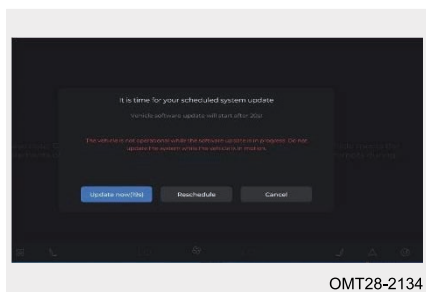 It is time for your scheduled system update
Vehicle software update will start after 20s!
The vehicle is not operational while the software update is in progress. Do not
update the system while the vehicle is in motion.
Update now(19s)
Reschedule
Cancel
OMT28-2134